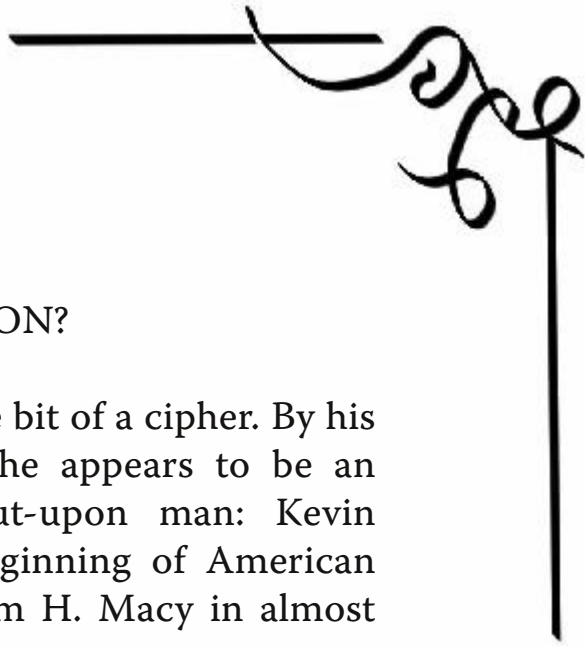 ON?
bit of a cipher. By his
he appears to be an
ut-upon man: Kevin
ginning of American
m H. Macy in almost